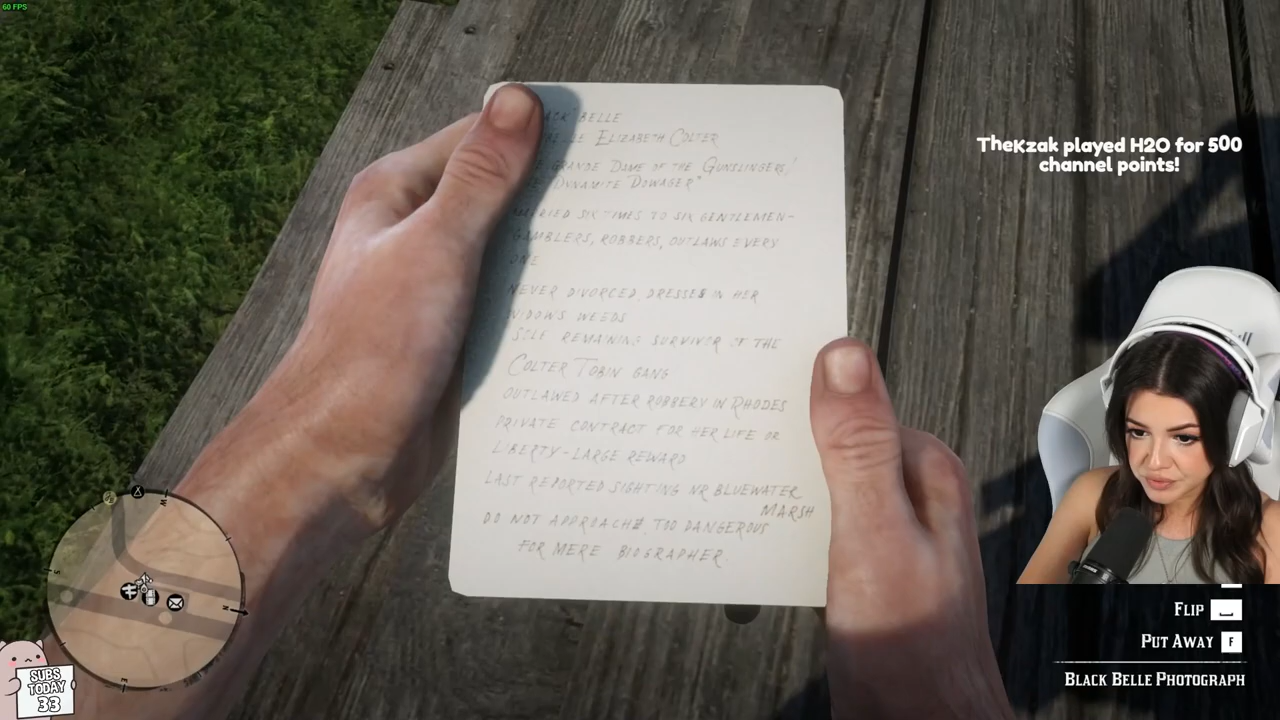 60 FPS
ACK BELLE
LE ELIZABETH COLTER
GRANDE DAME OF THE GUNSLINGERS,'
DYNAMITE DOWAGER"
MARRIED SIX TIMES TO SIX GENTLEMEN-
GAMBLERS, ROBBERS, OUTLAWS EVERY
ONE
NEVER DIVORCED. DRESSES IN HER
WIDOWS WEEDS
SOLE REMAINING SURVIVOR OF THE
COLTER TOBIN GANG
OUTLAWED AFTER ROBBERY IN RHODES
PRIVATE CONTRACT FOR HER LIFE OR
LIBERTY-LARGE REWARD
LAST REPORTED SIGHTING NR BLUEWATER
MARSH
DO NOT APPROACH. TOO DANGEROUS
FOR MERE BIOGRAPHER.
TheKzak played H2O for 500
channel points!
FLIP
PUT AWAY F
BLACK BELLE PHOTOGRAPH
SUBS
TODAY
33
W
S
N
E